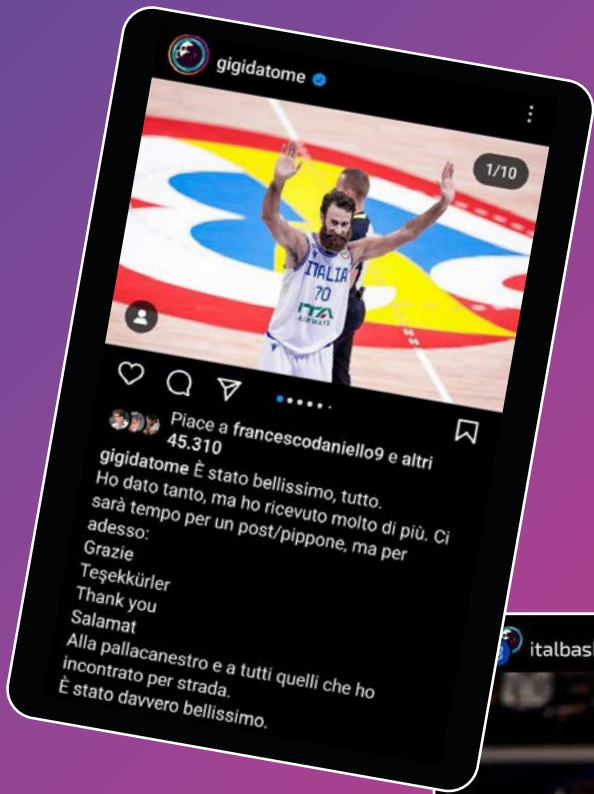 gigidatome
1/10
ITALIA
70
ITA
AIRWAYS
Piace a francescodaniello9 e altri
45.310
gigidatome È stato bellissimo, tutto.
Ho dato tanto, ma ho ricevuto molto di più. Ci
sarà tempo per un post/pippone, ma per
adesso:
Grazie
Teşekkürler
Thank you
Salamat
Alla pallacanestro e a tutti quelli che ho
incontrato per strada.
È stato davvero bellissimo.
italbas